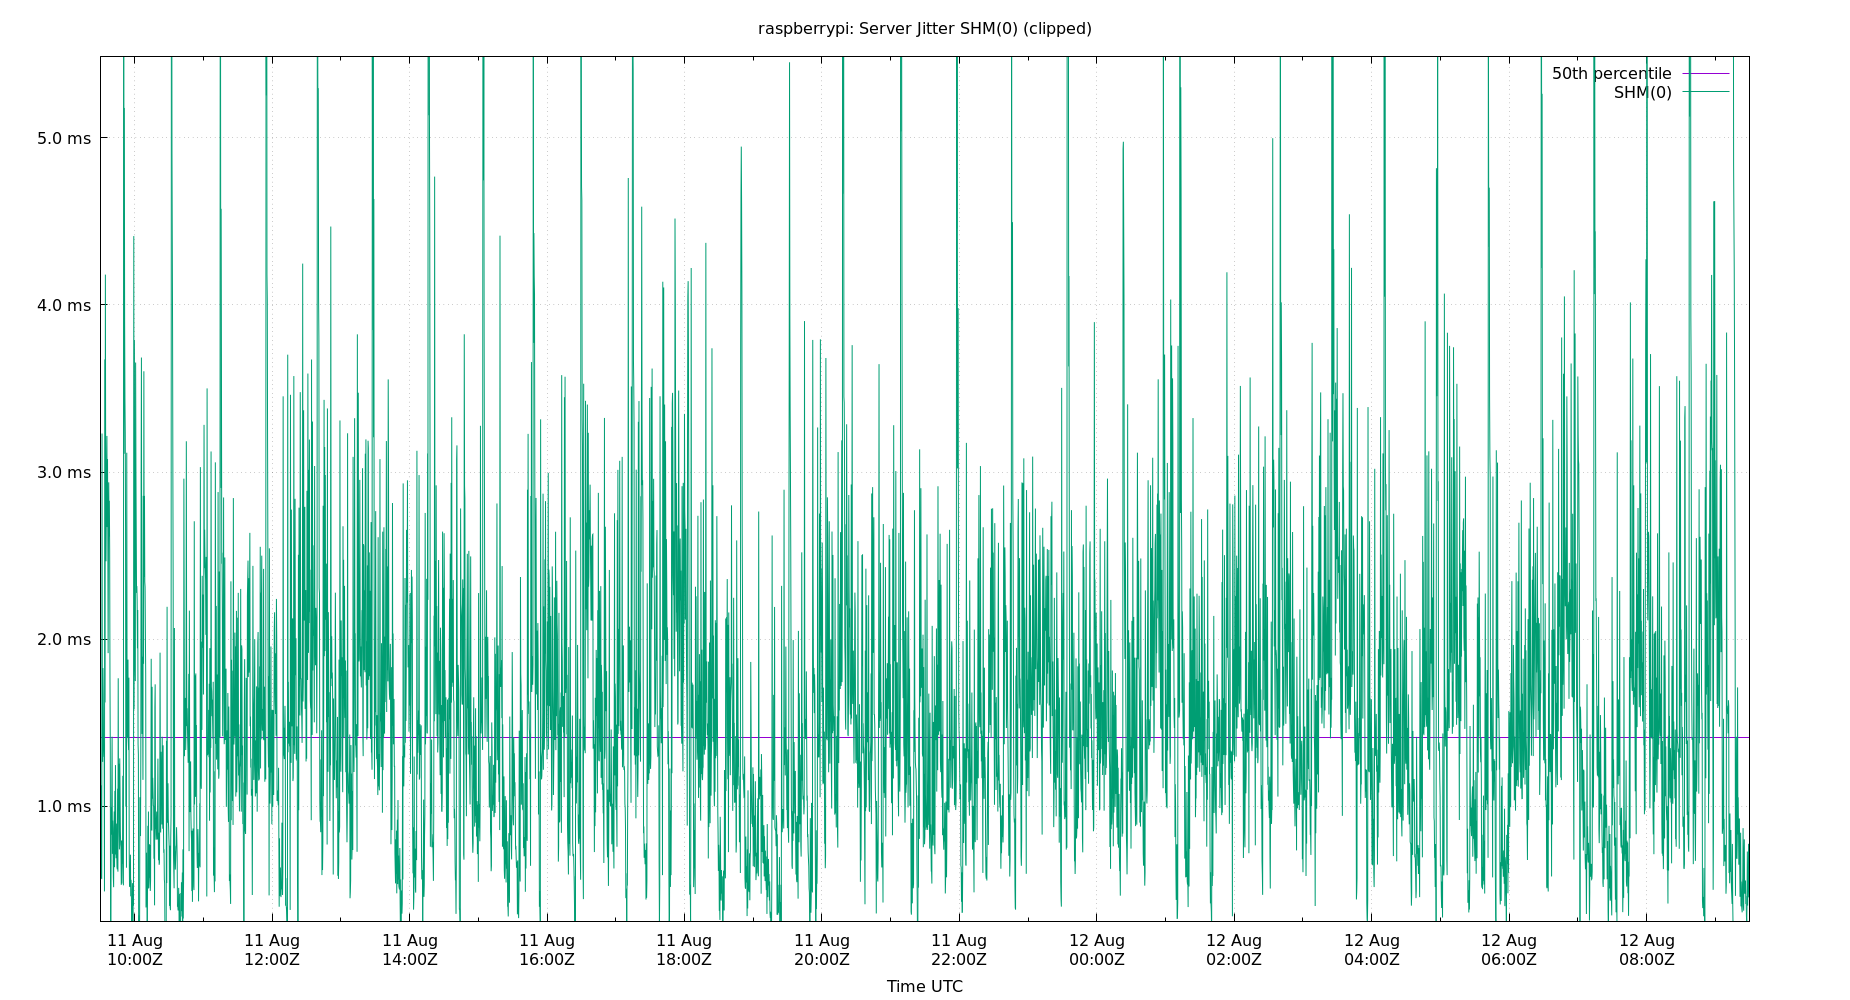 raspberrypi: Server Jitter SHM(0) (clipped)
50th percentile
SHM(0)
5.0 ms
4.0 ms
3.0 ms
2.0 ms
1.0 ms
11 Aug 11 Aug 11 Aug 11 Aug 11 Aug 11 Aug 11 Aug 12 Aug 12 Aug 12 Aug 12 Aug 12 Aug
10:00Z 12:00Z 14:00Z 16:00Z 18:00Z 20:00Z 22:00Z 00:00Z 02:00Z 04:00Z 06:00Z 08:00Z
Time UTC